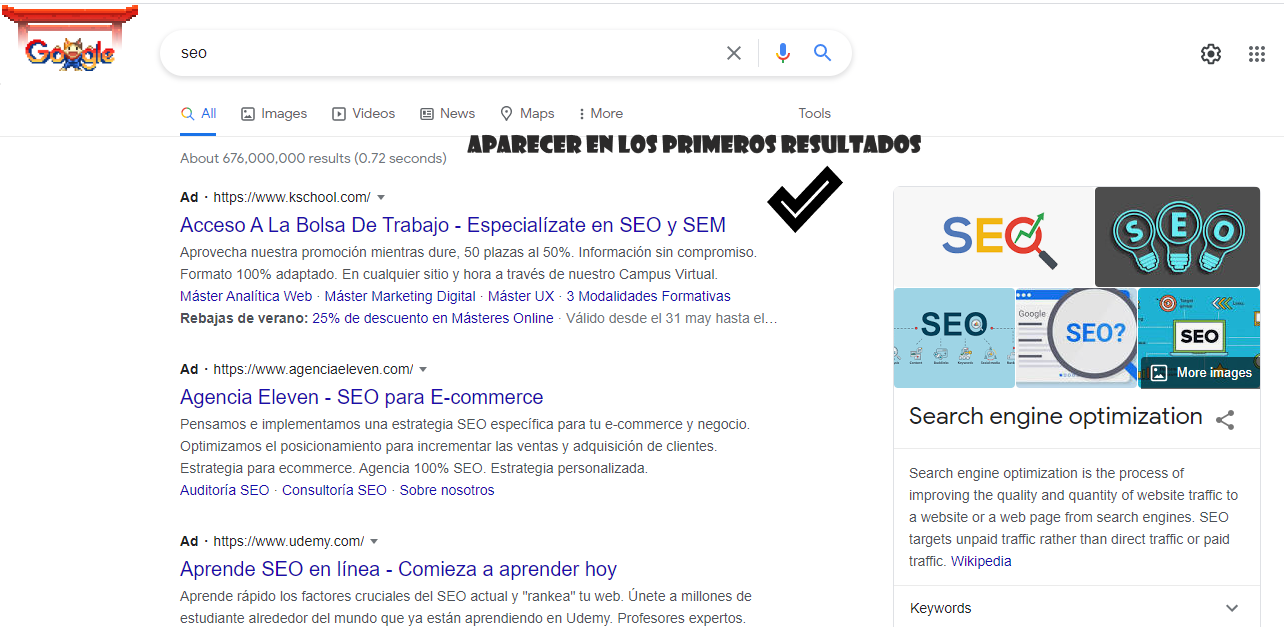 Google
seo
All Images Videos News Maps More Tools
APARECER EN LOS PRIMEROS RESULTADOS
About 676,000,000 results (0.72 seconds)
Ad · https://www.kschool.com/
Acceso A La Bolsa De Trabajo - Especialízate en SEO y SEM
Aprovecha nuestra promoción mientras dure, 50 plazas al 50%. Información sin compromiso.
Formato 100% adaptado. En cualquier sitio y hora a través de nuestro Campus Virtual.
Máster Analítica Web · Máster Marketing Digital · Máster UX · 3 Modalidades Formativas
Rebajas de verano: 25% de descuento en Másteres Online · Válido desde el 31 may hasta el...
Ad · https://www.agenciaeleven.com/
Agencia Eleven - SEO para E-commerce
Pensamos e implementamos una estrategia SEO específica para tu e-commerce y negocio.
Optimizamos el posicionamiento para incrementar las ventas y adquisición de clientes.
Estrategia para ecommerce. Agencia 100% SEO. Estrategia personalizada.
Auditoría SEO · Consultoría SEO · Sobre nosotros
Ad · https://www.udemy.com/
Aprende SEO en línea - Comieza a aprender hoy
Aprende rápido los factores cruciales del SEO actual y "rankea" tu web. Únete a millones de
estudiante alrededor del mundo que ya están aprendiendo en Udemy. Profesores expertos.
SEO
SEO
SEO
Google
SEO?
Target
Links
SEO
More images
Search engine optimization
Search engine optimization is the process of
improving the quality and quantity of website traffic to
a website or a web page from search engines. SEO
targets unpaid traffic rather than direct traffic or paid
traffic. Wikipedia
Keywords